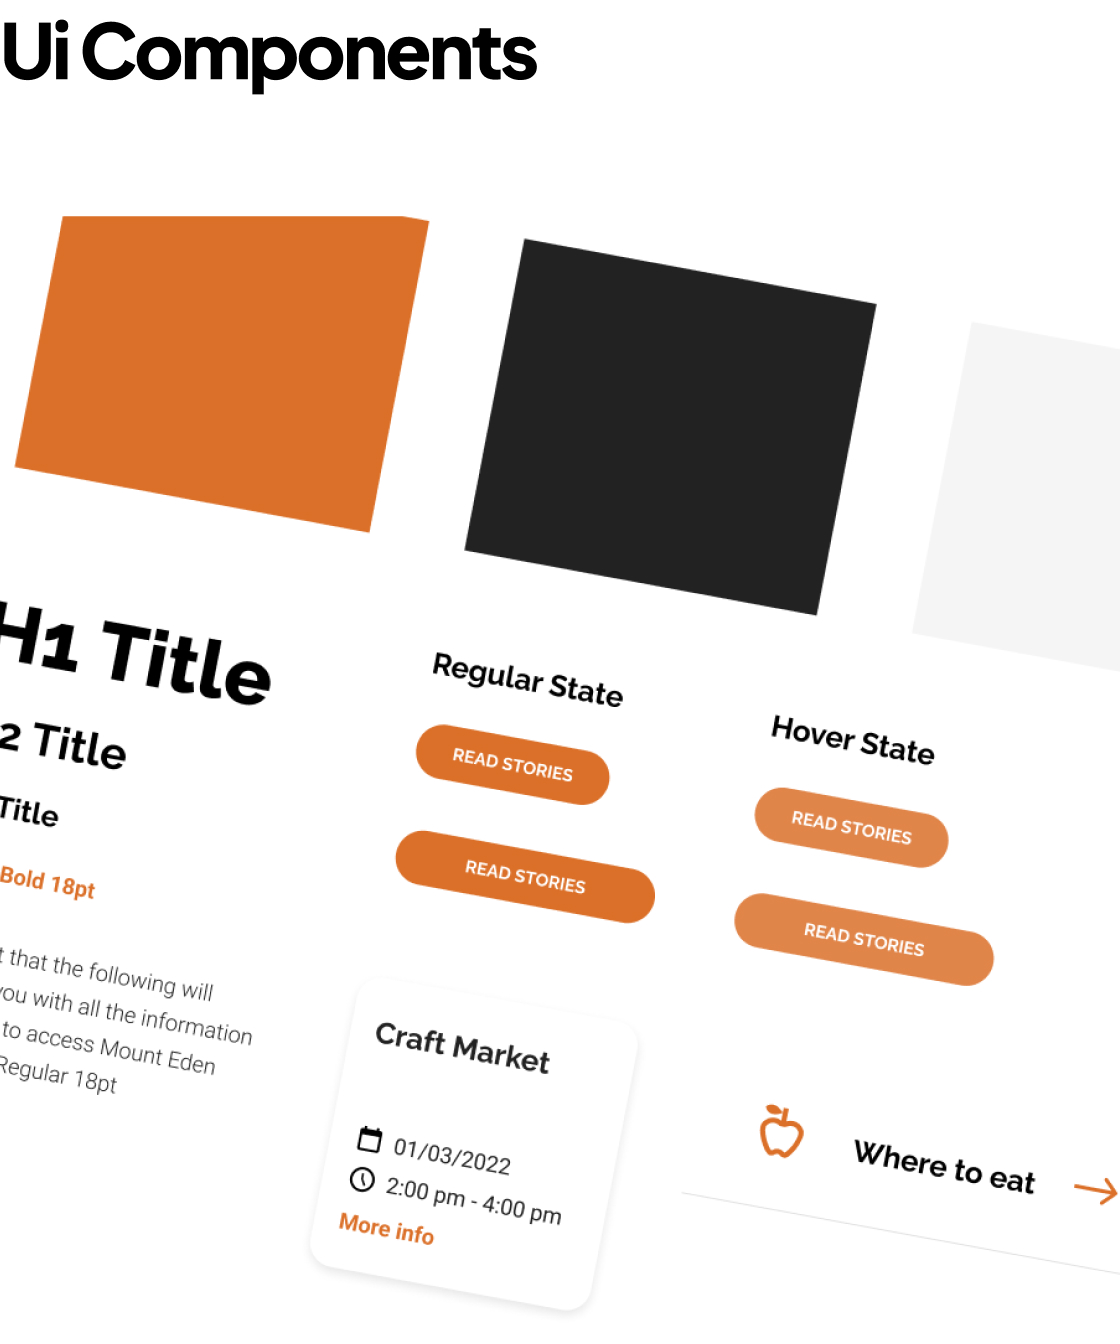 Ui Components
H1 Title
2 Title
Title
Bold 18pt
t that the following will
you with all the information
to access Mount Eden
Regular 18pt
Regular State
READ STORIES
READ STORIES
Hover State
READ STORIES
READ STORIES
Craft Market
01/03/2022
2:00 pm - 4:00 pm
More info
Where to eat